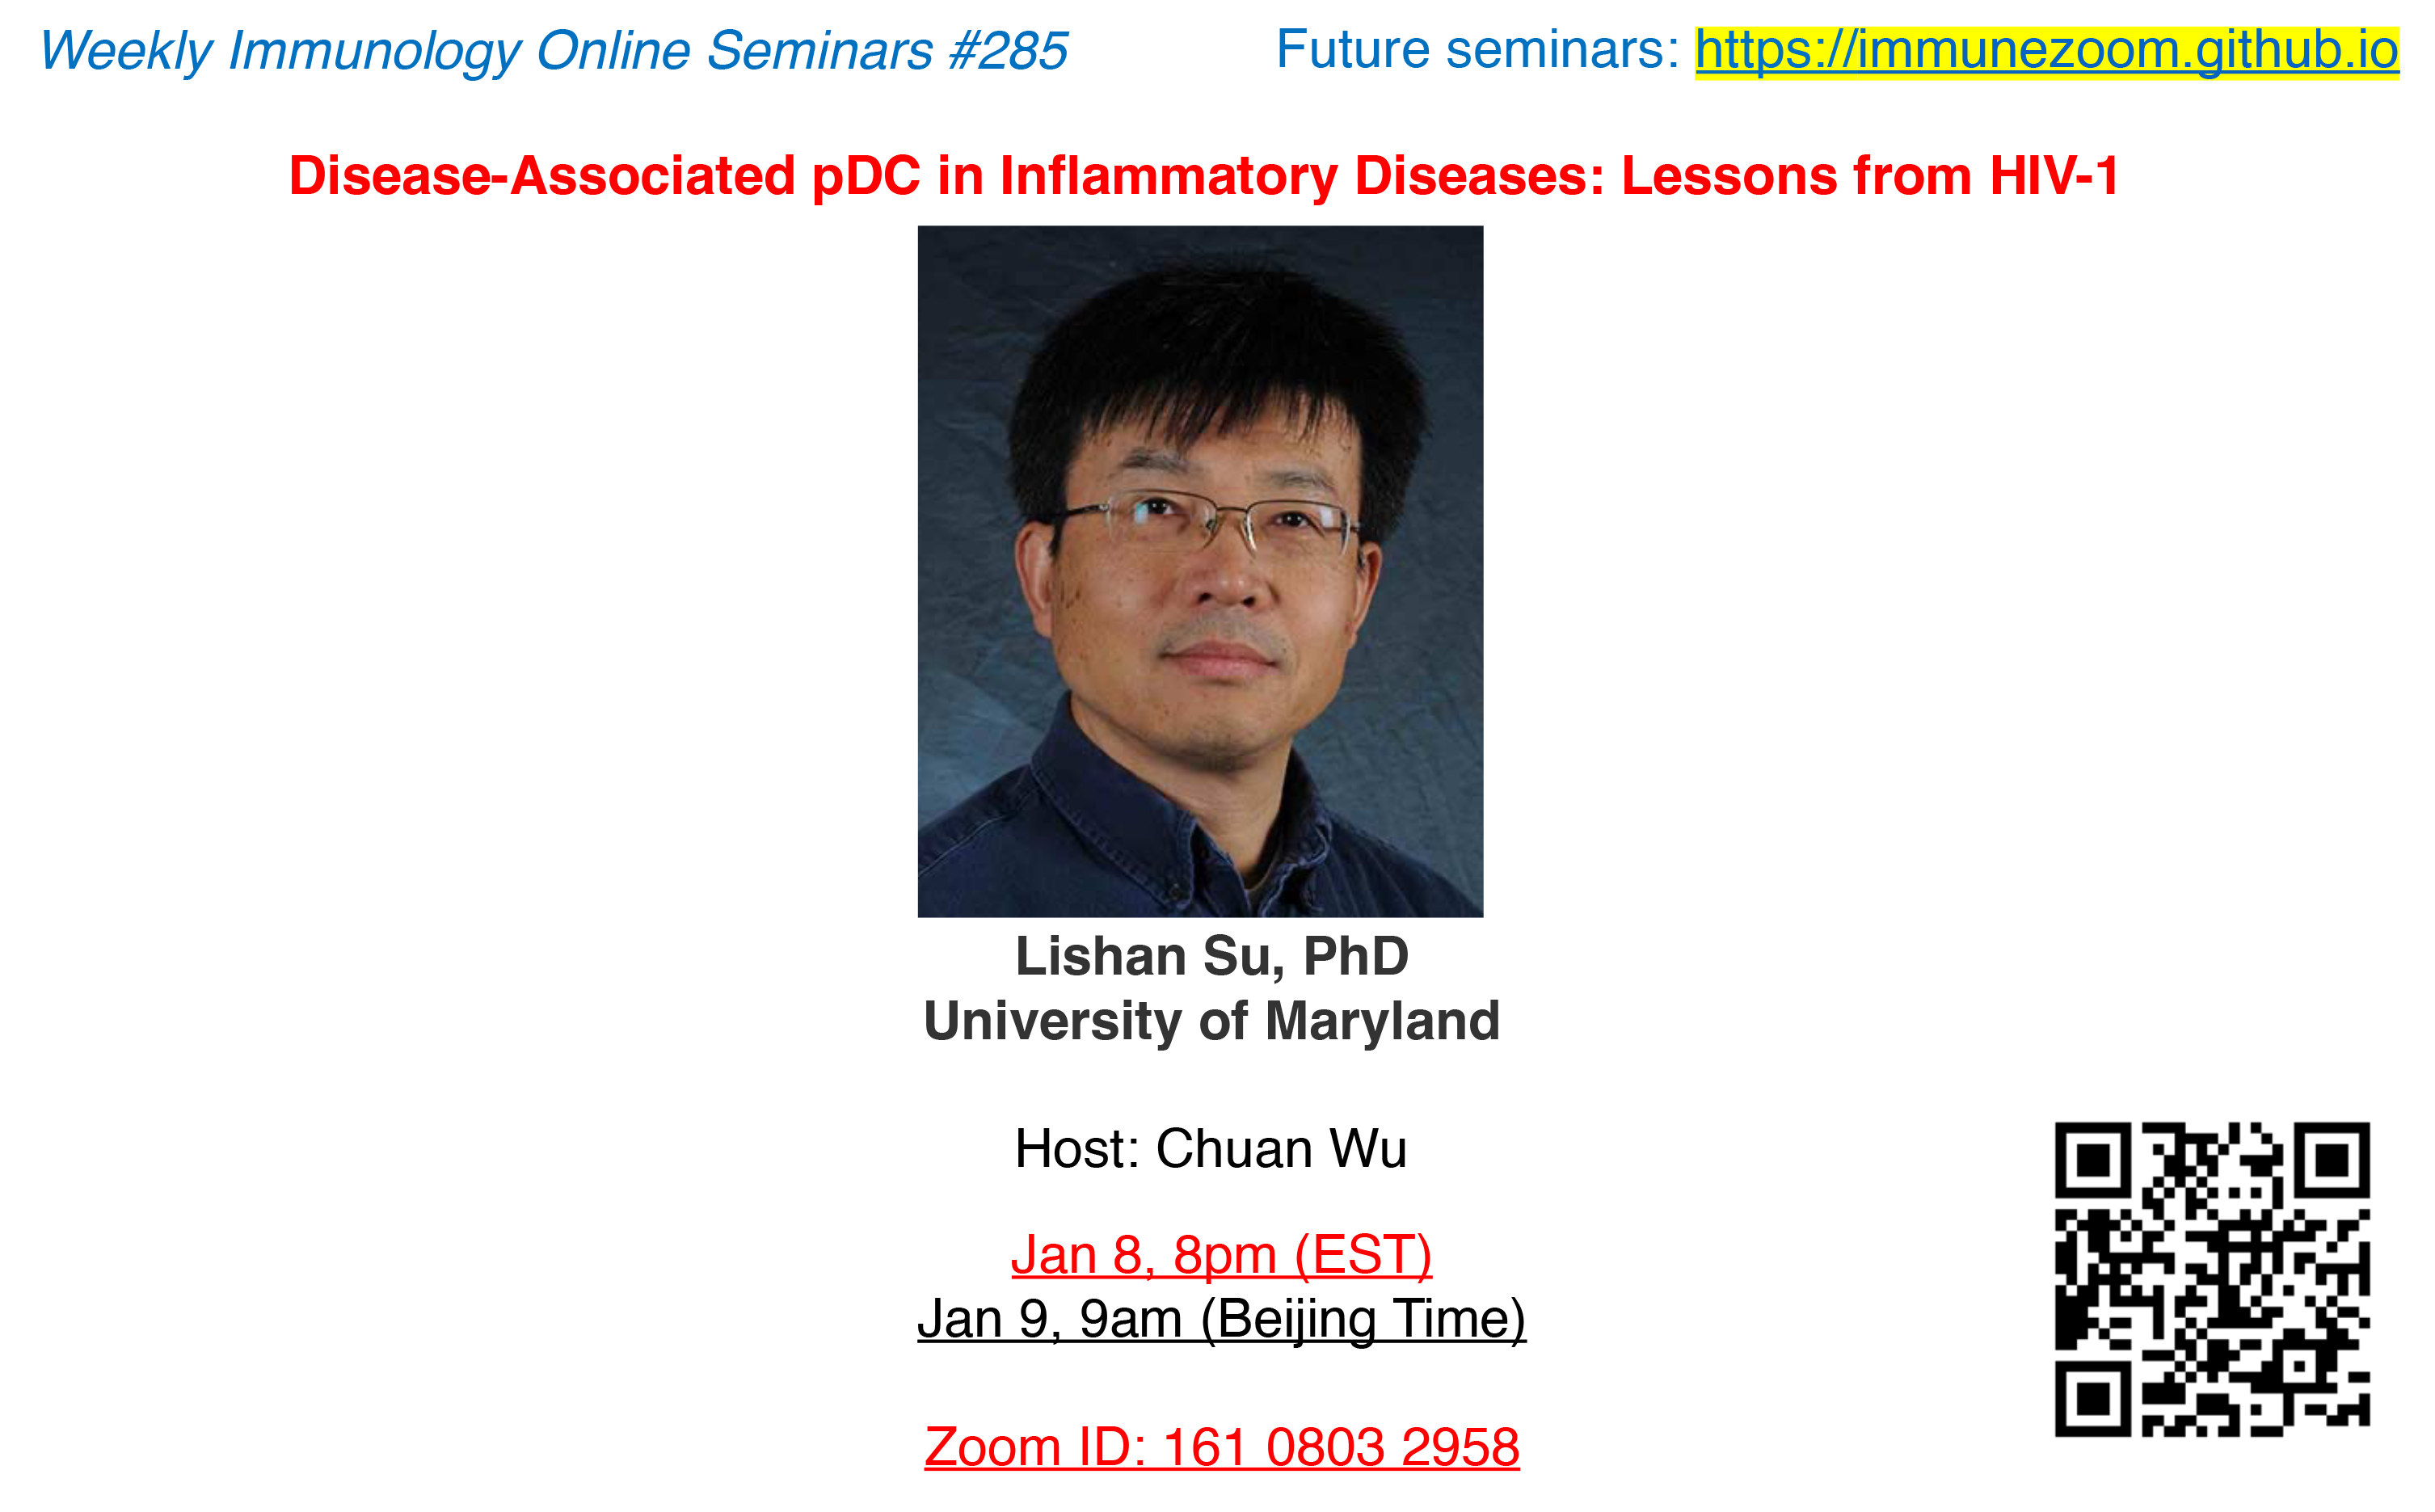 Weekly Immunology Online Seminars #285
Future seminars: https://immunezoom.github.io
Disease-Associated pDC in Inflammatory Diseases: Lessons from HIV-1
Lishan Su, PhD
University of Maryland
Host: Chuan Wu
Jan 8, 8pm (EST)
Jan 9, 9am (Beijing Time)
Zoom ID: 161 0803 2958